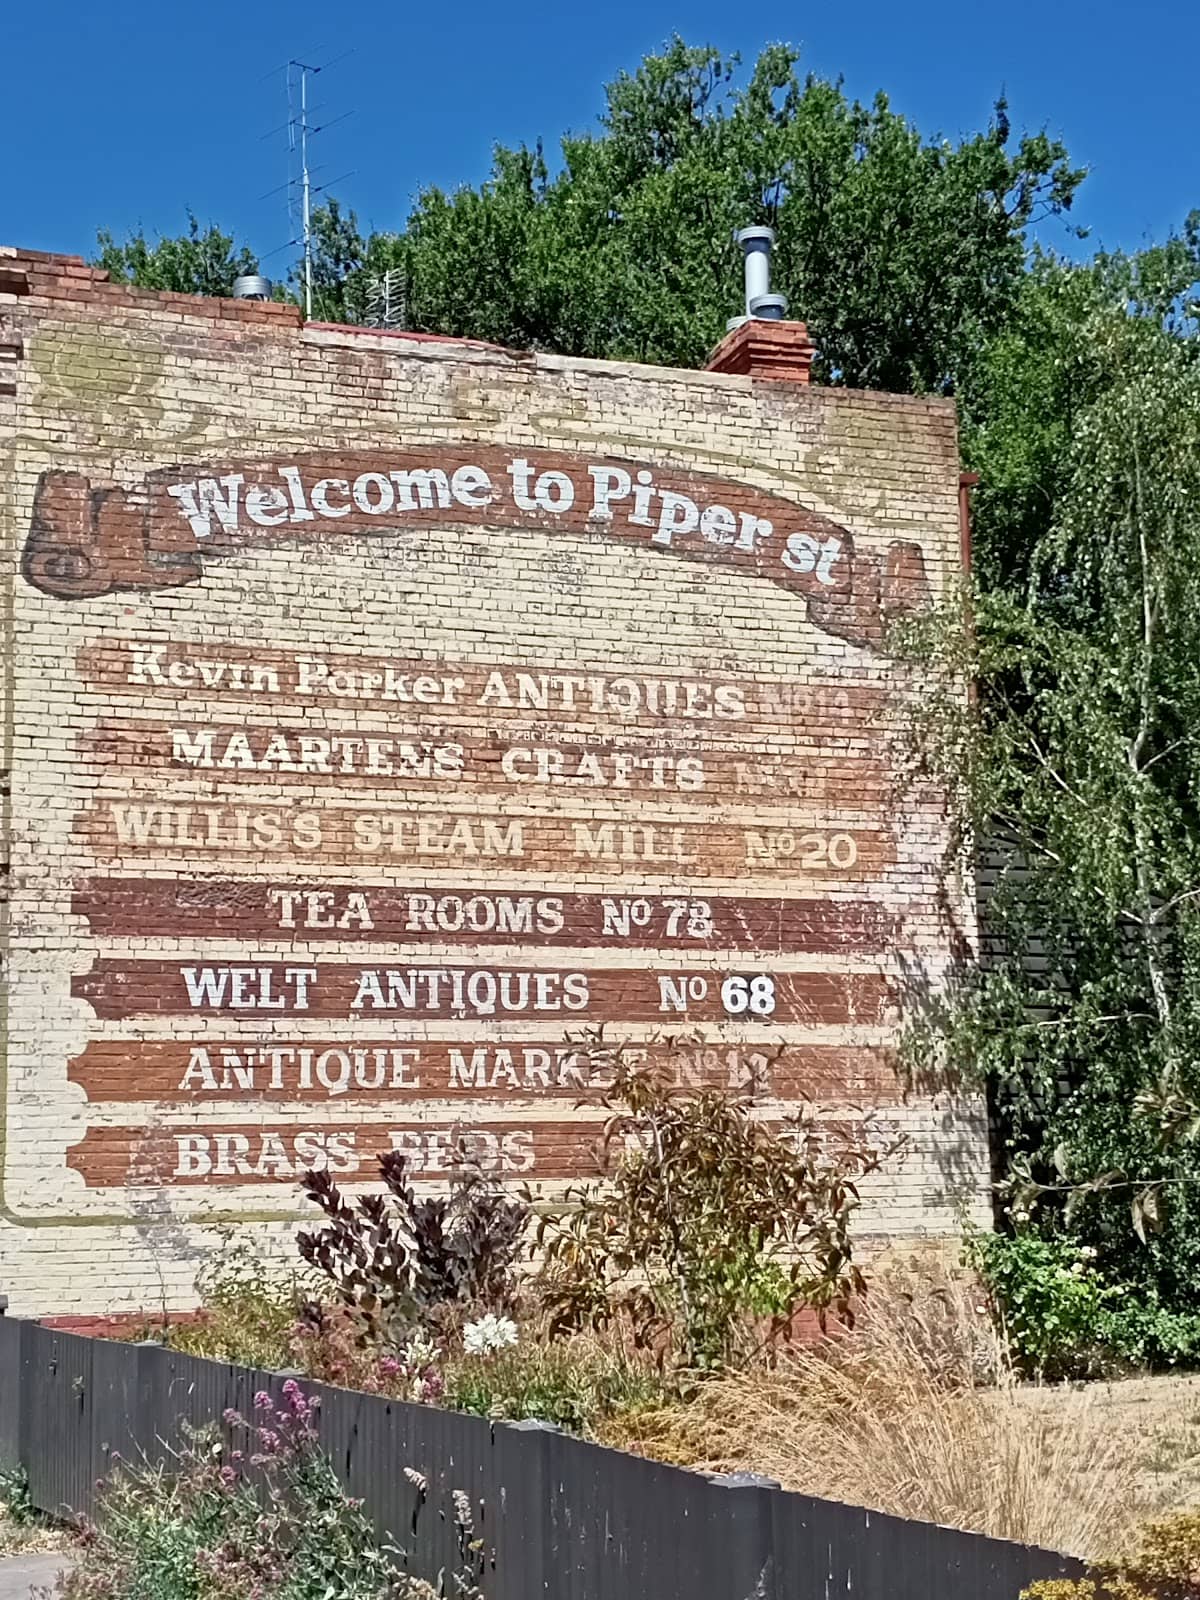 Welcome to Piper st
Kevin Parker ANTIQUES
MAARTENS CRAFTS
WILLIS'S STEAM MILL No 20
TEA ROOMS No 78
WELT ANTIQUES No 68
ANTIQUE MARKET
BRASS BEDS